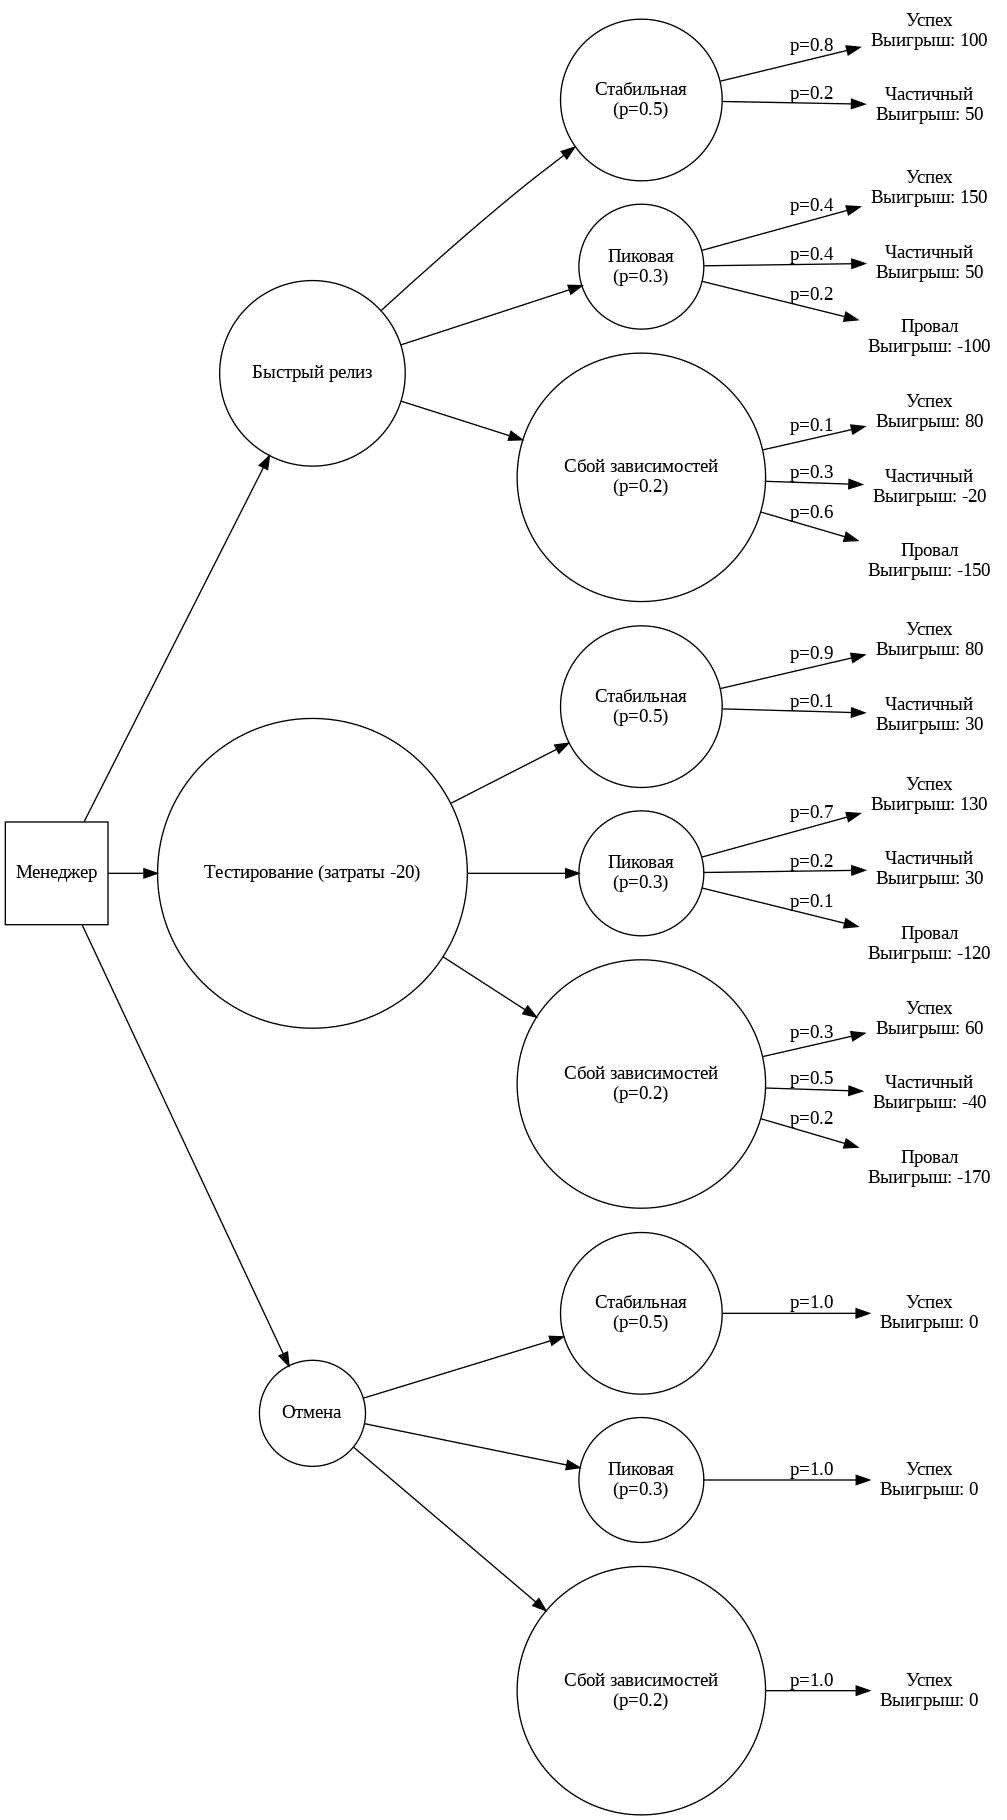 Менеджер
Быстрый релиз
Стабильная
(p=0.5)
p=0.8
Успех
Выигрыш: 100
p=0.2
Частичный
Выигрыш: 50
Пиковая
(p=0.3)
p=0.4
Успех
Выигрыш: 150
p=0.4
Частичный
Выигрыш: 50
p=0.2
Провал
Выигрыш: -100
Сбой зависимостей
(p=0.2)
p=0.1
Успех
Выигрыш: 80
p=0.3
Частичный
Выигрыш: -20
p=0.6
Провал
Выигрыш: -150
Тестирование (затраты -20)
Стабильная
(p=0.5)
p=0.9
Успех
Выигрыш: 80
p=0.1
Частичный
Выигрыш: 30
Пиковая
(p=0.3)
p=0.7
Успех
Выигрыш: 130
p=0.2
Частичный
Выигрыш: 30
p=0.1
Провал
Выигрыш: -120
Сбой зависимостей
(p=0.2)
p=0.3
Успех
Выигрыш: 60
p=0.5
Частичный
Выигрыш: -40
p=0.2
Провал
Выигрыш: -170
Отмена
Стабильная
(p=0.5)
p=1.0
Успех
Выигрыш: 0
Пиковая
(p=0.3)
p=1.0
Успех
Выигрыш: 0
Сбой зависимостей
(p=0.2)
p=1.0
Успех
Выигрыш: 0